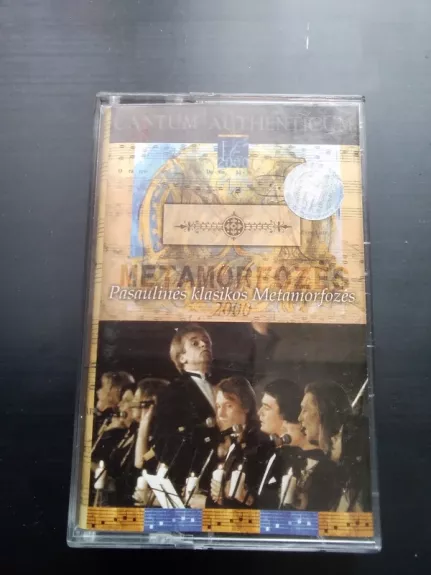 CANTUM AUTHENTICUM
METAMORFOZĖS
Pasaulinės klasikos Metamorfozės
2000